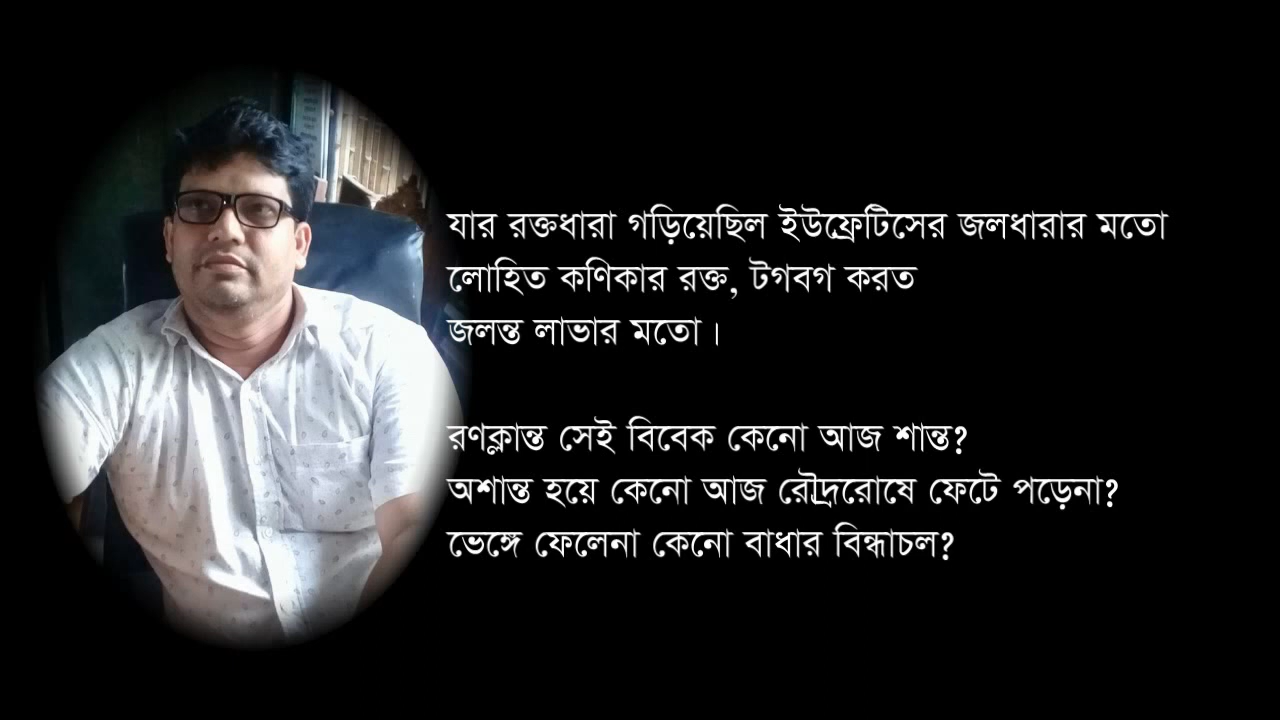 যার রক্তধারা গড়িয়েছিল ইউফ্রেটিসের জলধারার মতো
লোহিত কণিকার রক্ত, টগবগ করত
জলন্ত লাভার মতো।
রণক্লান্ত সেই বিবেক কেনো আজ শান্ত?
অশান্ত হয়ে কেনো আজ রৌদ্ররোষে ফেটে পড়েনা?
ভেঙ্গে ফেলেনা কেনো বাধার বিন্ধাচল?